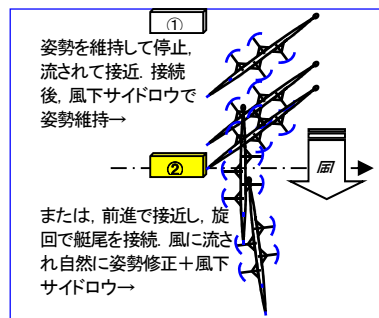 ①
姿勢を維持して停止,
流されて接近. 接続
後, 風下サイドロウで
姿勢維持→
②
風
または, 前進で接近し, 旋
回で艇尾を接続. 風に流さ
れ自然に姿勢修正+風下
サイドロウ→